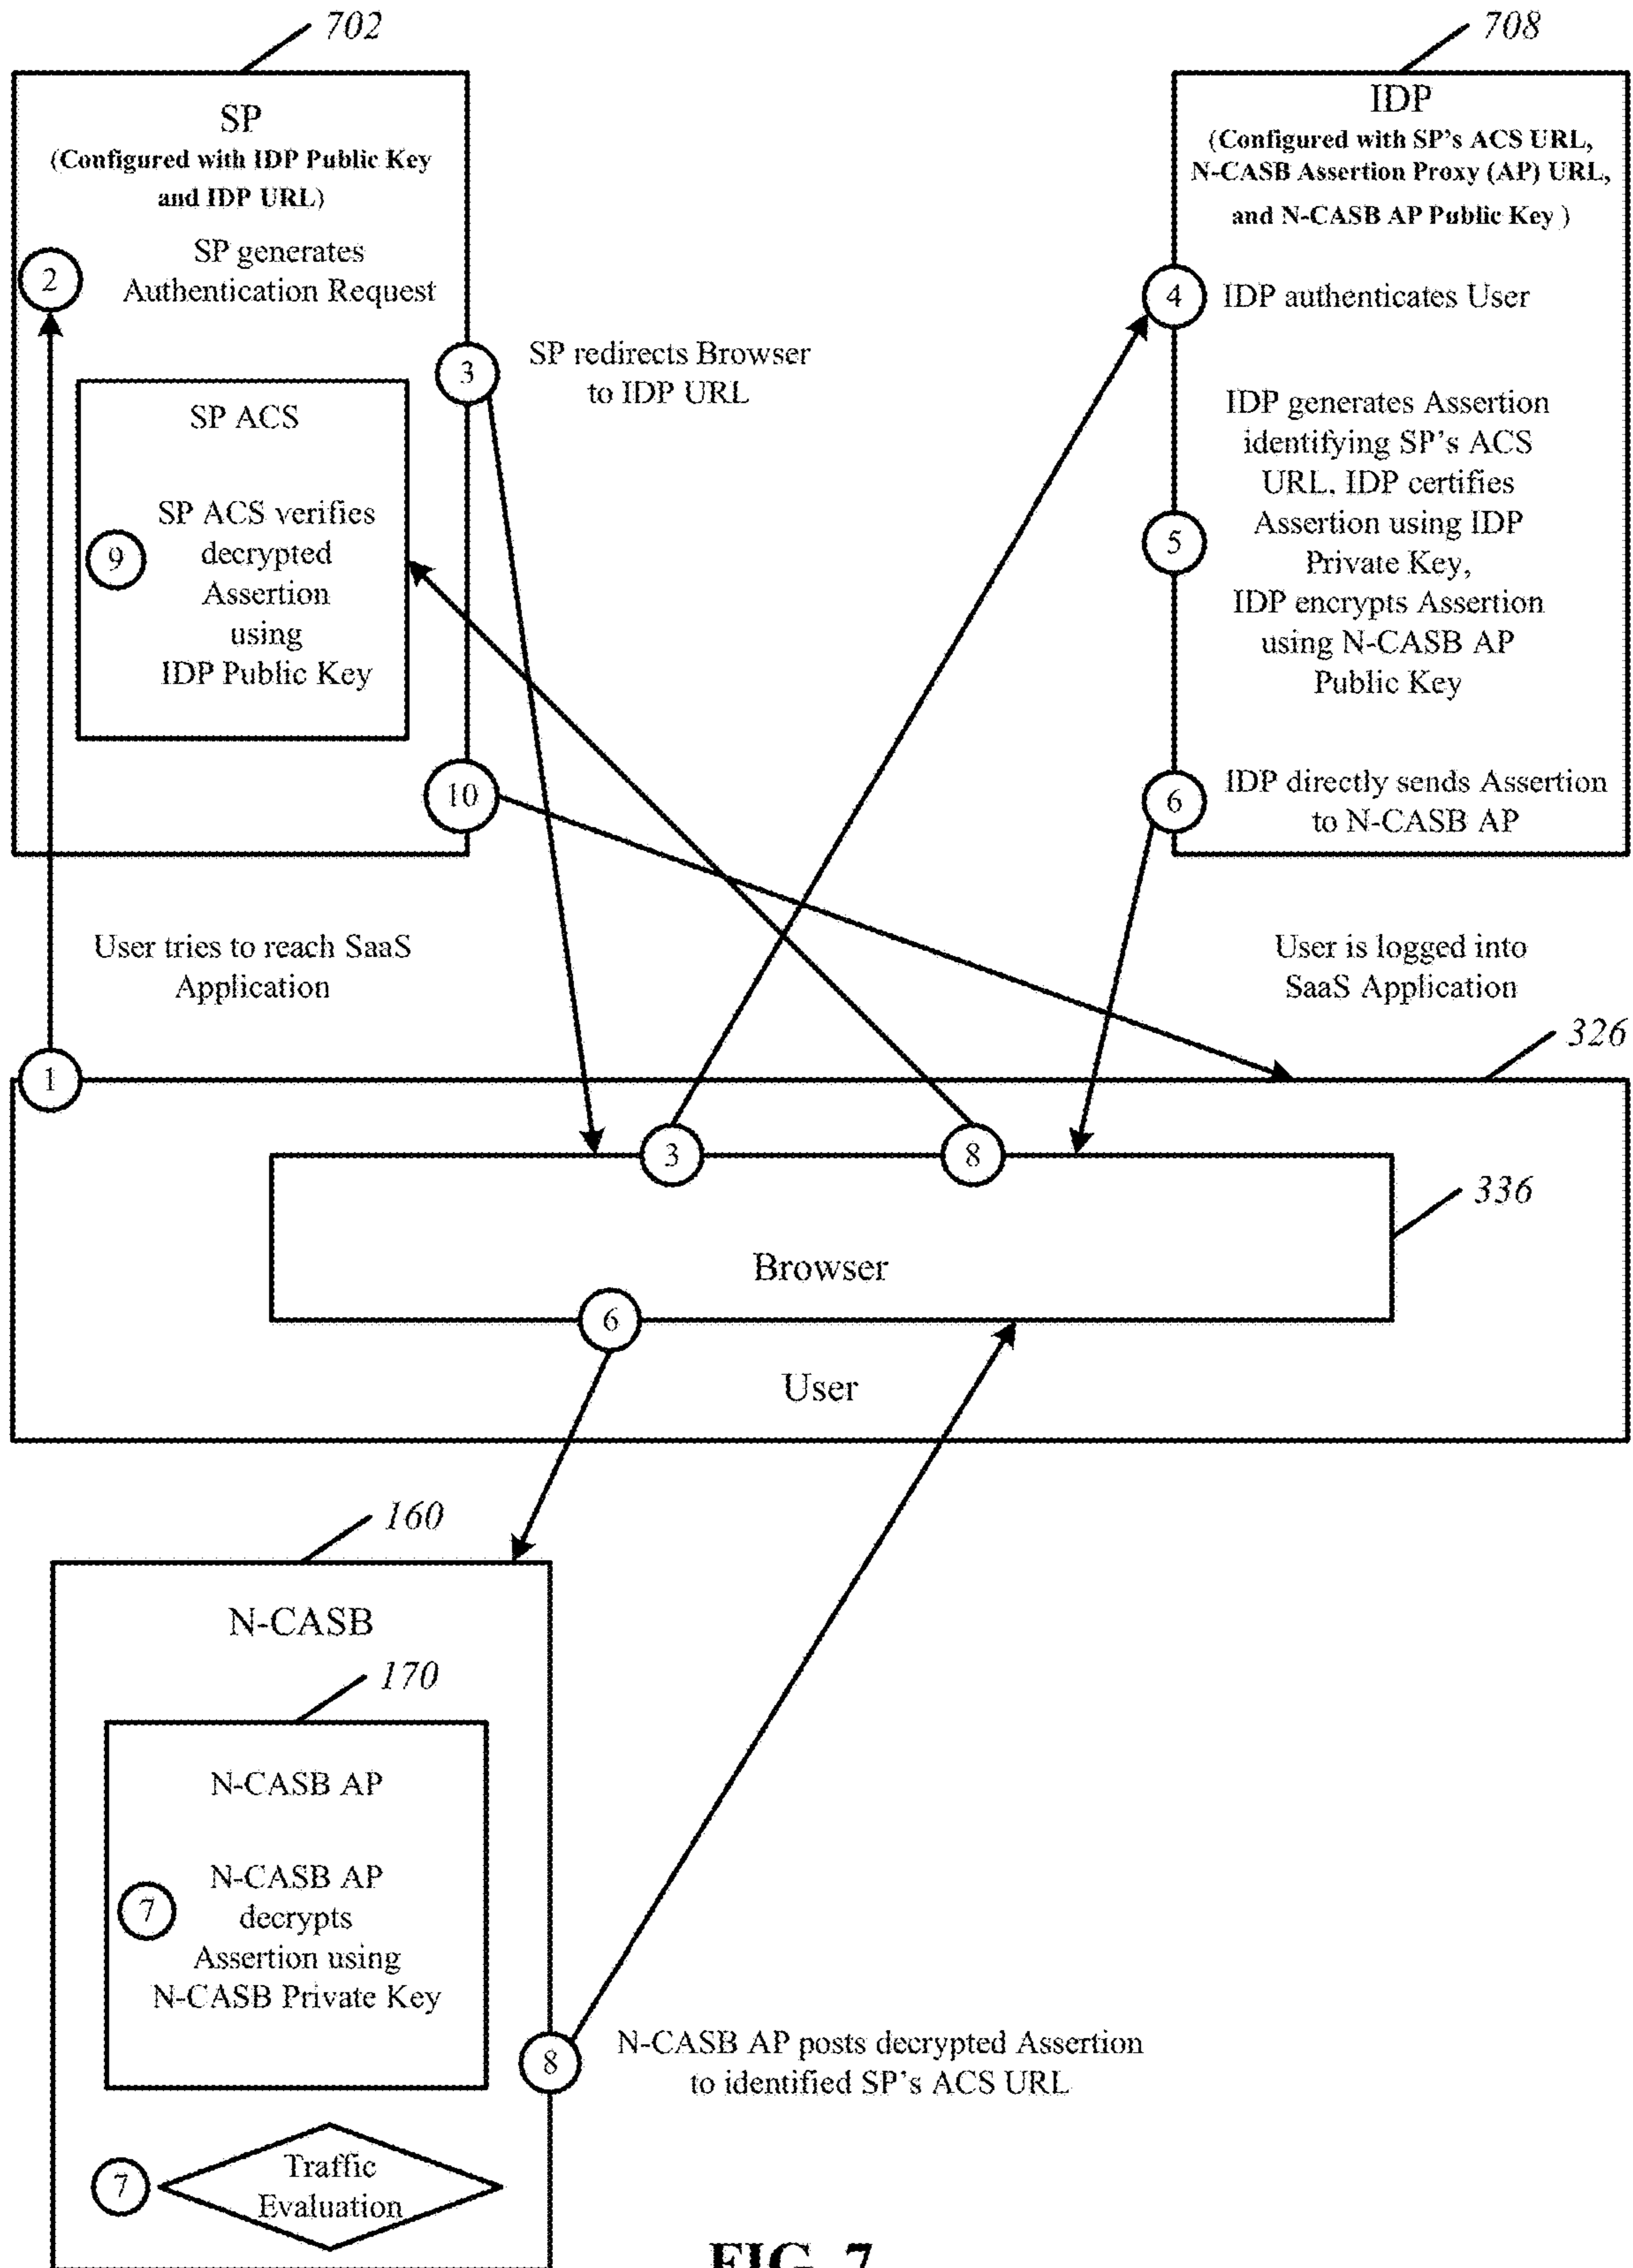 702
SP
(Configured with IDP Public Key
and IDP URL)
2
SP generates
Authentication Request
3
SP redirects Browser
to IDP URL
SP ACS
9
SP ACS verifies
decrypted
Assertion
using
IDP Public Key
10
708
IDP
(Configured with SP's ACS URL,
N-CASB Assertion Proxy (AP) URL,
and N-CASB AP Public Key )
4
IDP authenticates User
5
IDP generates Assertion
identifying SP's ACS
URL, IDP certifies
Assertion using IDP
Private Key,
IDP encrypts Assertion
using N-CASB AP
Public Key
6
IDP directly sends Assertion
to N-CASB AP
User tries to reach SaaS
Application
User is logged into
SaaS Application
326
1
3
8
336
Browser
6
User
160
N-CASB
170
N-CASB AP
7
N-CASB AP
decrypts
Assertion using
N-CASB Private Key
8
N-CASB AP posts decrypted Assertion
to identified SP's ACS URL
7
Traffic
Evaluation
FIG. 7